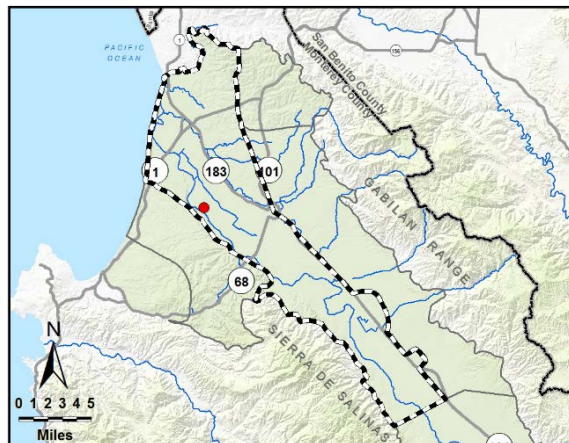 1
156
PACIFIC
OCEAN
San Benito County
Monterey County
183
101
1
GABILAN RANGE
68
SIERRA DE SALINAS
N
0 1 2 3 4 5
Miles